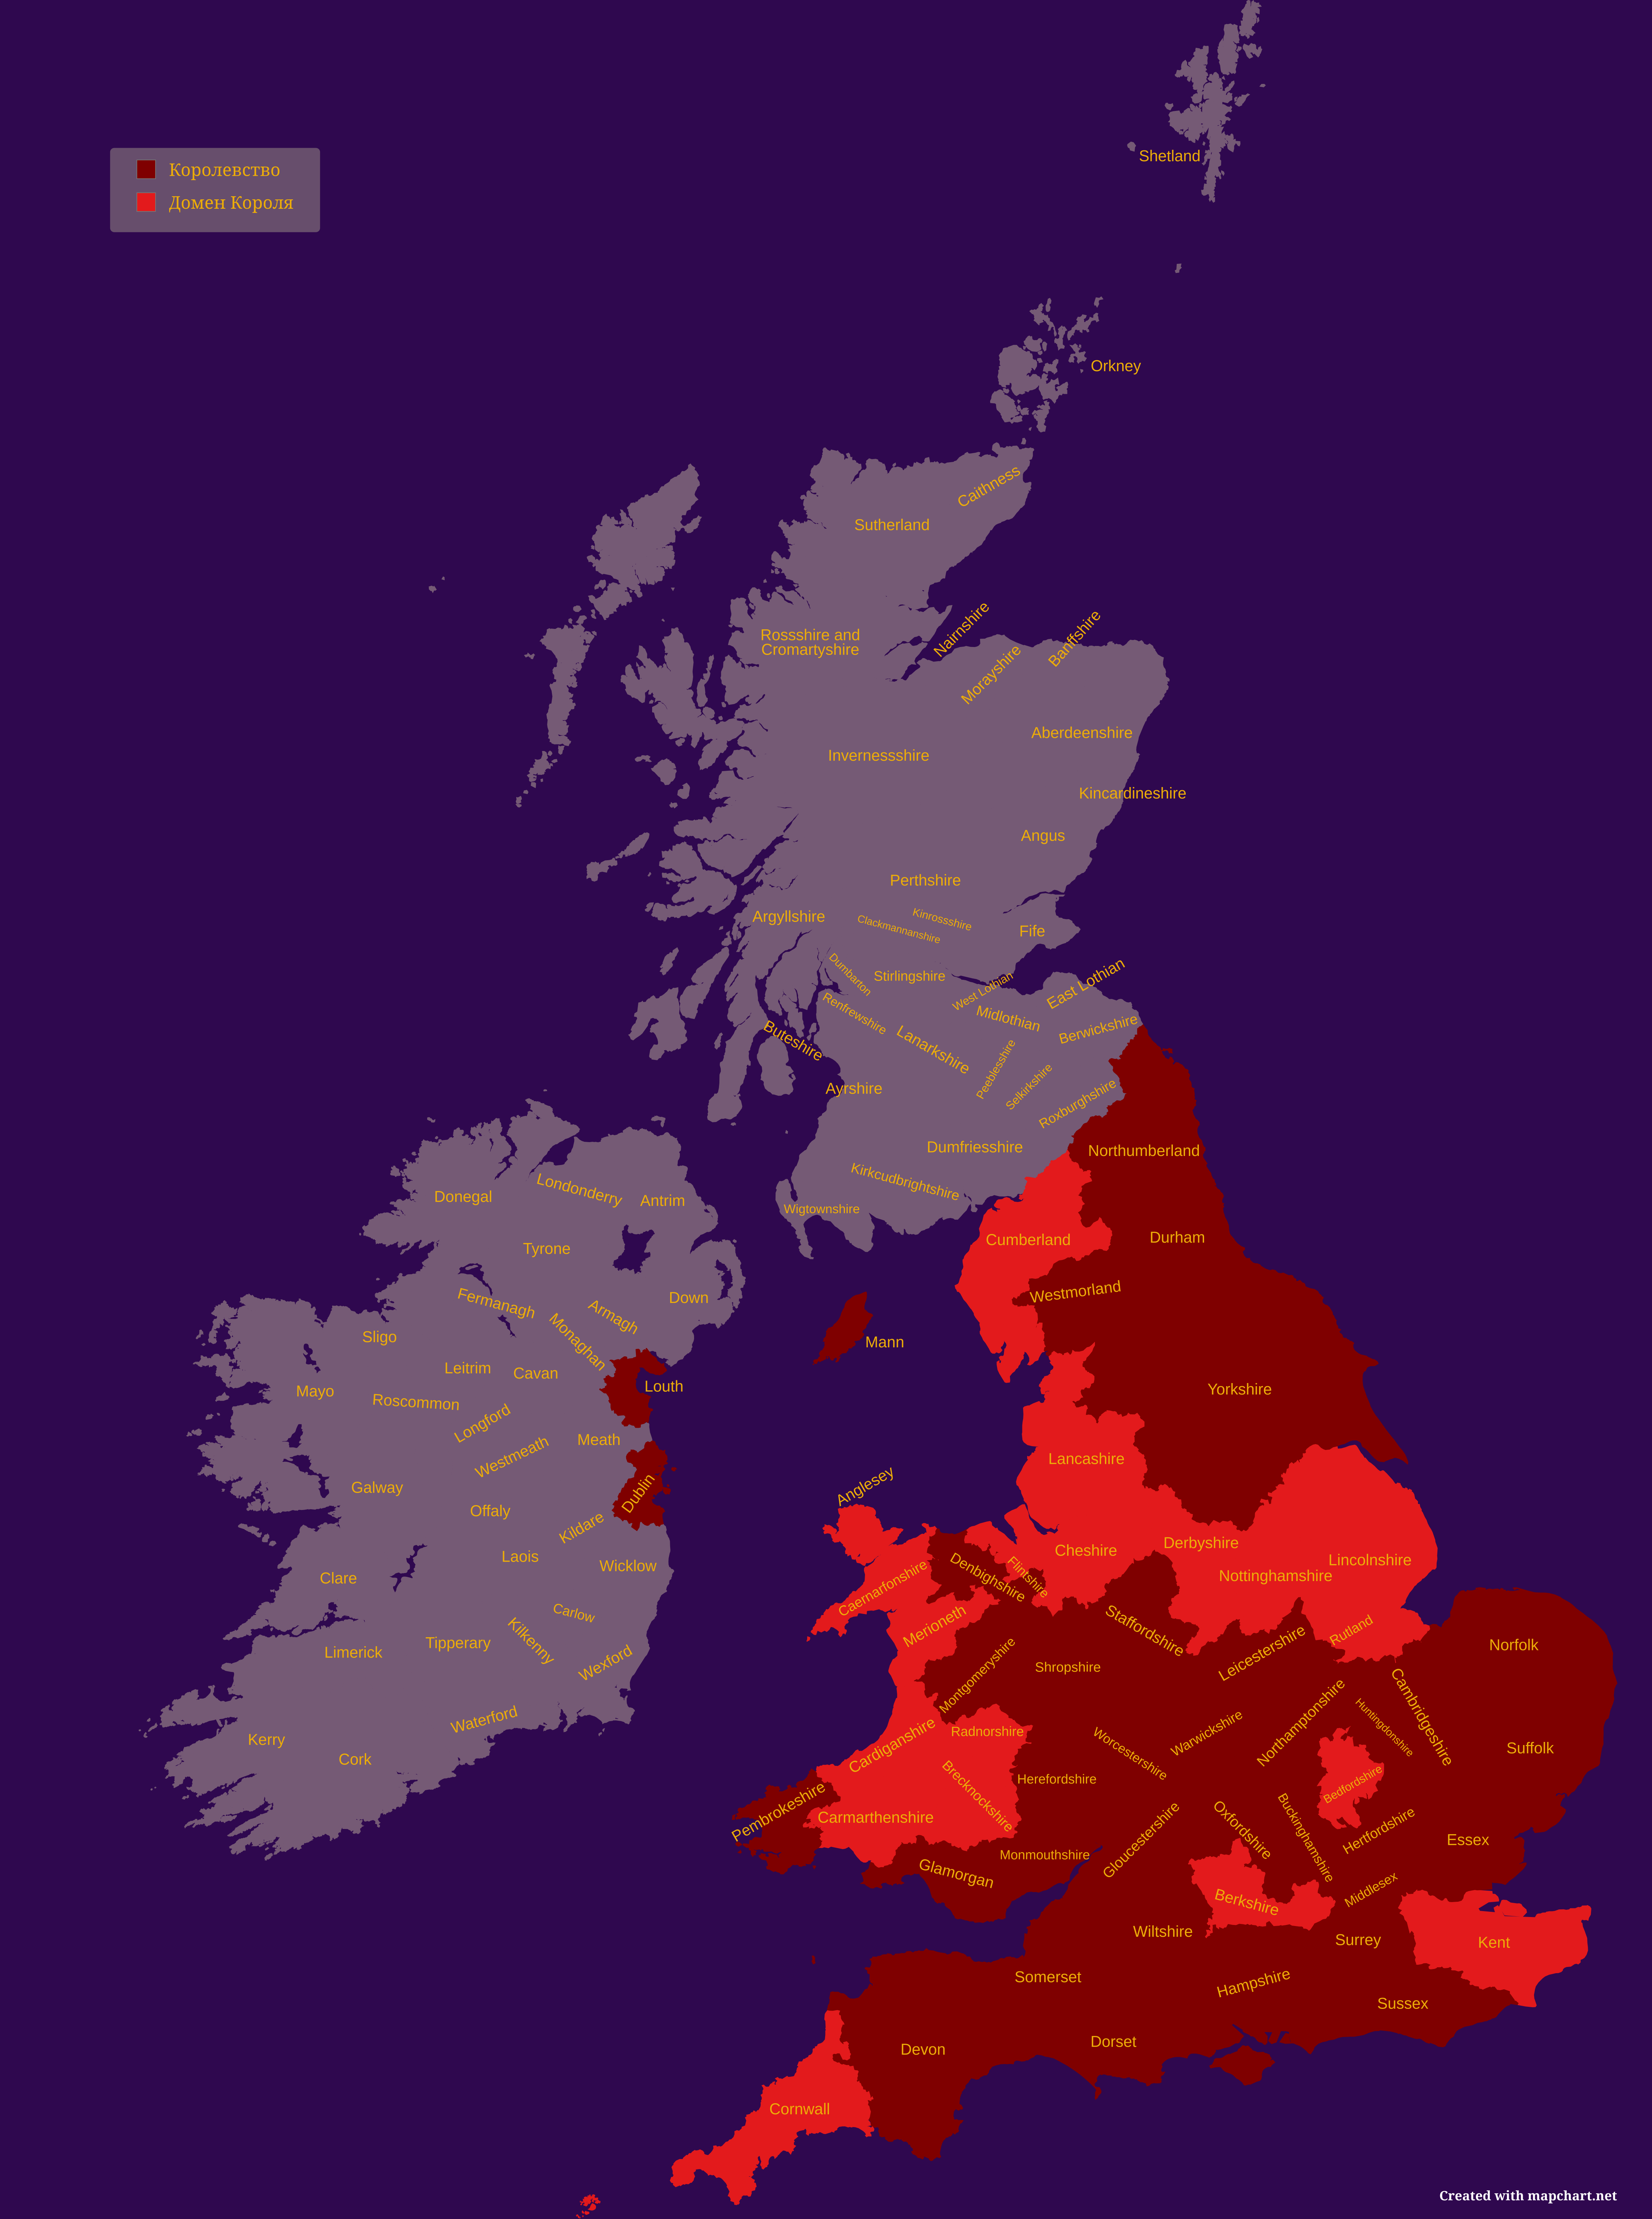 Королевство
Домен Короля
Shetland
Orkney
Caithness
Sutherland
Nairnshire
Banffshire
Rossshire and
Cromartyshire
Morayshire
Aberdeenshire
Invernessshire
Kincardineshire
Angus
Perthshire
Argyllshire
Kinrossshire
Clackmannanshire
Fife
Dumbarton
Stirlingshire
West Lothian
East Lothian
Renfrewshire
Midlothian
Berwickshire
Buteshire
Lanarkshire
Peeblesshire
Selkirkshire
Ayrshire
Roxburghshire
Dumfriesshire
Northumberland
Kirkcudbrightshire
Wigtownshire
Donegal
Londonderry
Antrim
Cumberland
Durham
Tyrone
Westmorland
Fermanagh
Armagh
Down
Monaghan
Sligo
Mann
Leitrim
Cavan
Louth
Mayo
Roscommon
Yorkshire
Longford
Meath
Westmeath
Lancashire
Galway
Dublin
Anglesey
Offaly
Kildare
Laois
Wicklow
Clare
Cheshire
Derbyshire
Lincolnshire
Nottinghamshire
Flintshire
Denbighshire
Caernarfonshire
Merioneth
Carlow
Kilkenny
Tipperary
Limerick
Wexford
Staffordshire
Leicestershire
Rutland
Norfolk
Shropshire
Montgomeryshire
Waterford
Kerry
Cork
Cardiganshire
Radnorshire
Worcestershire
Warwickshire
Northamptonshire
Huntingdonshire
Cambridgeshire
Suffolk
Brecknockshire
Herefordshire
Bedfordshire
Pembrokeshire
Carmarthenshire
Gloucestershire
Oxfordshire
Buckinghamshire
Hertfordshire
Essex
Monmouthshire
Glamorgan
Berkshire
Middlesex
Wiltshire
Surrey
Kent
Somerset
Hampshire
Sussex
Devon
Dorset
Cornwall
Created with mapchart.net